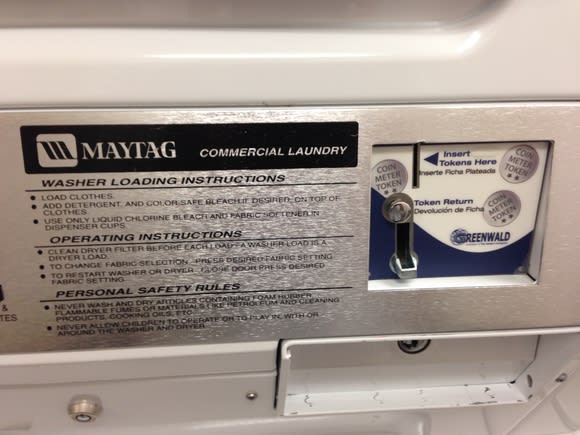 MAYTAG COMMERCIAL LAUNDRY
WASHER LOADING INSTRUCTIONS
• LOAD CLOTHES.
• ADD DETERGENT, AND COLOR-SAFE BLEACH IF DESIRED, ON TOP OF
CLOTHES.
• USE ONLY LIQUID CHLORINE BLEACH AND FABRIC SOFTENER IN
DISPENSER CUPS.
OPERATING INSTRUCTIONS
• CLEAN DRYER FILTER BEFORE EACH LOAD. A WASHER LOAD IS A
DRYER LOAD.
• TO CHANGE FABRIC SELECTION - PRESS DESIRED FABRIC SETTING
• TO RESTART WASHER OR DRYER - CLOSE DOOR PRESS DESIRED
FABRIC SETTING.
PERSONAL SAFETY RULES
• NEVER WASH AND DRY ARTICLES CONTAINING FOAM RUBBER,
FLAMMABLE FUMES OR MATERIALS LIKE PETROLEUM AND CLEANING
PRODUCTS, COOKING OILS, ETC.
• NEVER ALLOW CHILDREN TO OPERATE OR TO PLAY IN, WITH OR
AROUND THE WASHER AND DRYER.
&
TES
Insert
Tokens Here
Inserte Ficha Plateada
COIN
METER
TOKEN
COIN
METER
TOKEN
Token Return
Devolución de Ficha
COIN
METER
TOKEN
GREENWALD